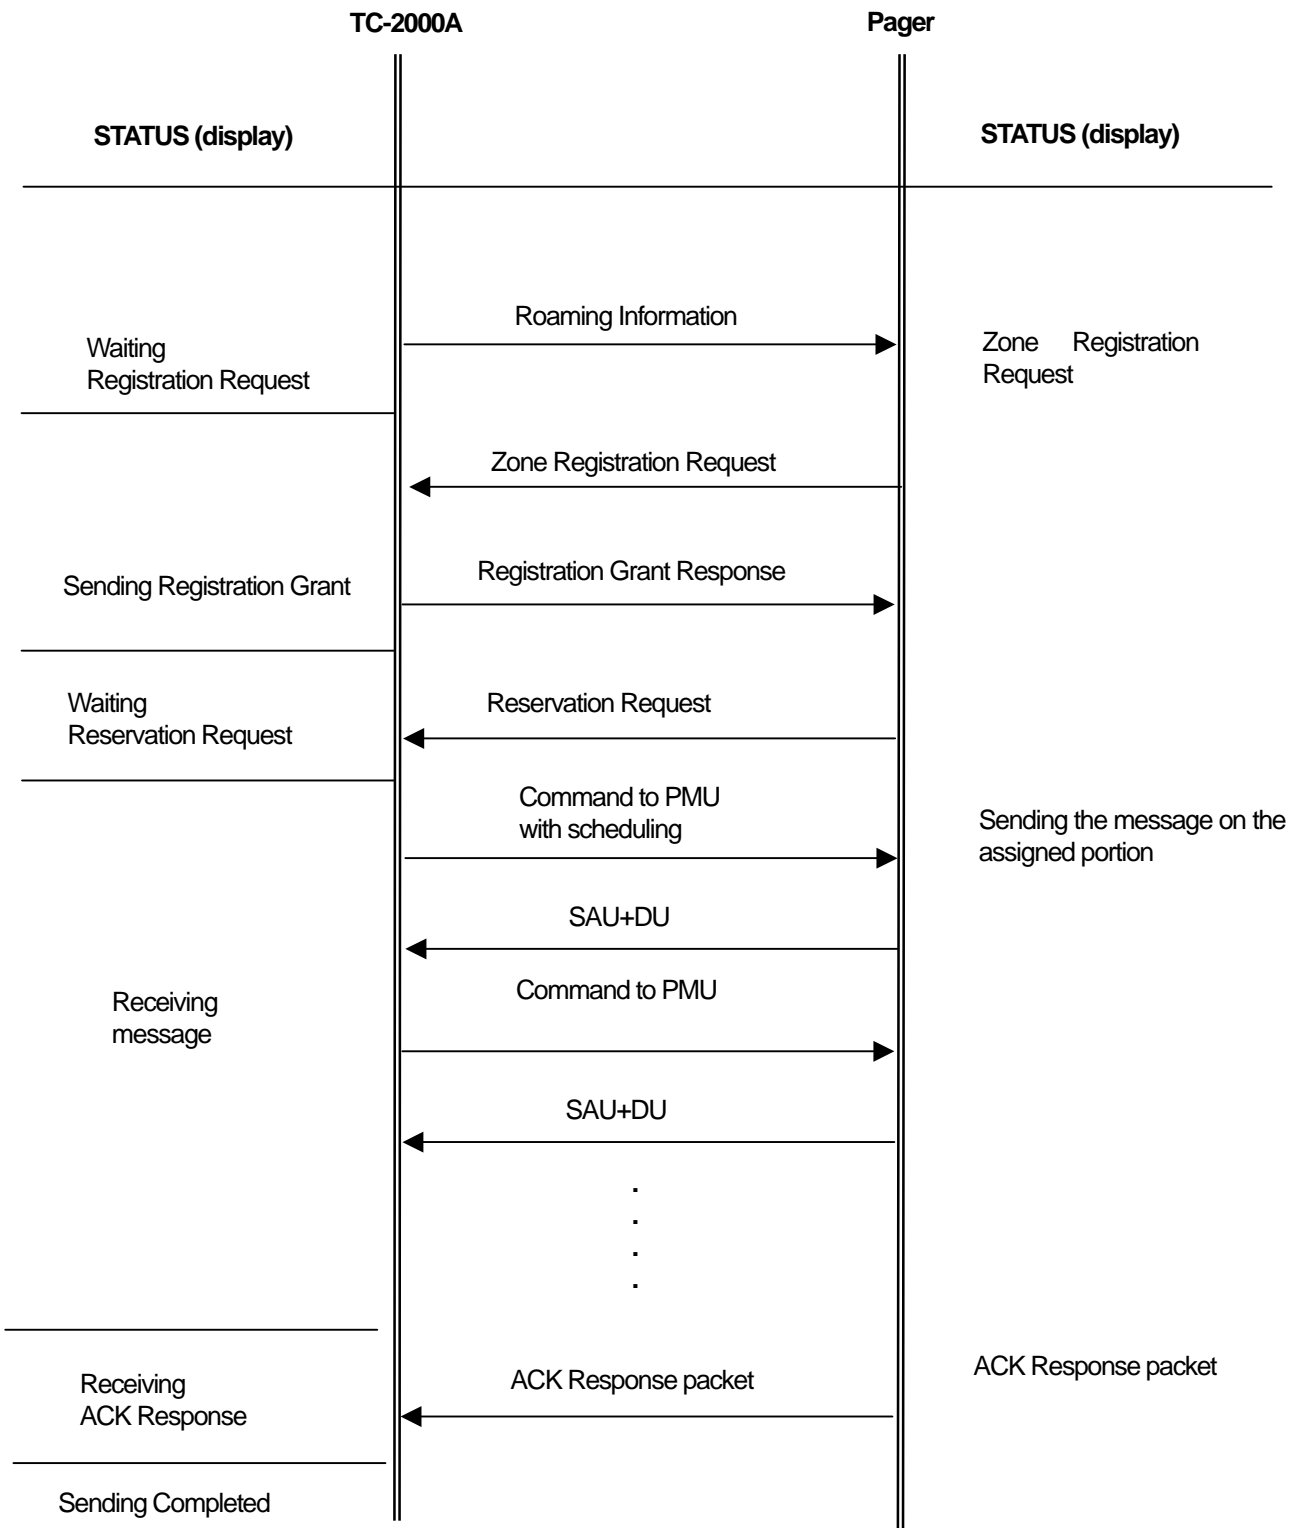 TC-2000A
Pager
STATUS (display)
STATUS (display)
Roaming Information
Waiting
Registration Request
Zone Registration
Request
Zone Registration Request
Sending Registration Grant
Registration Grant Response
Waiting
Reservation Request
Reservation Request
Command to PMU
with scheduling
Sending the message on the
assigned portion
SAU+DU
Receiving
message
Command to PMU
SAU+DU
.
.
.
.
Receiving
ACK Response
ACK Response packet
ACK Response packet
Sending Completed